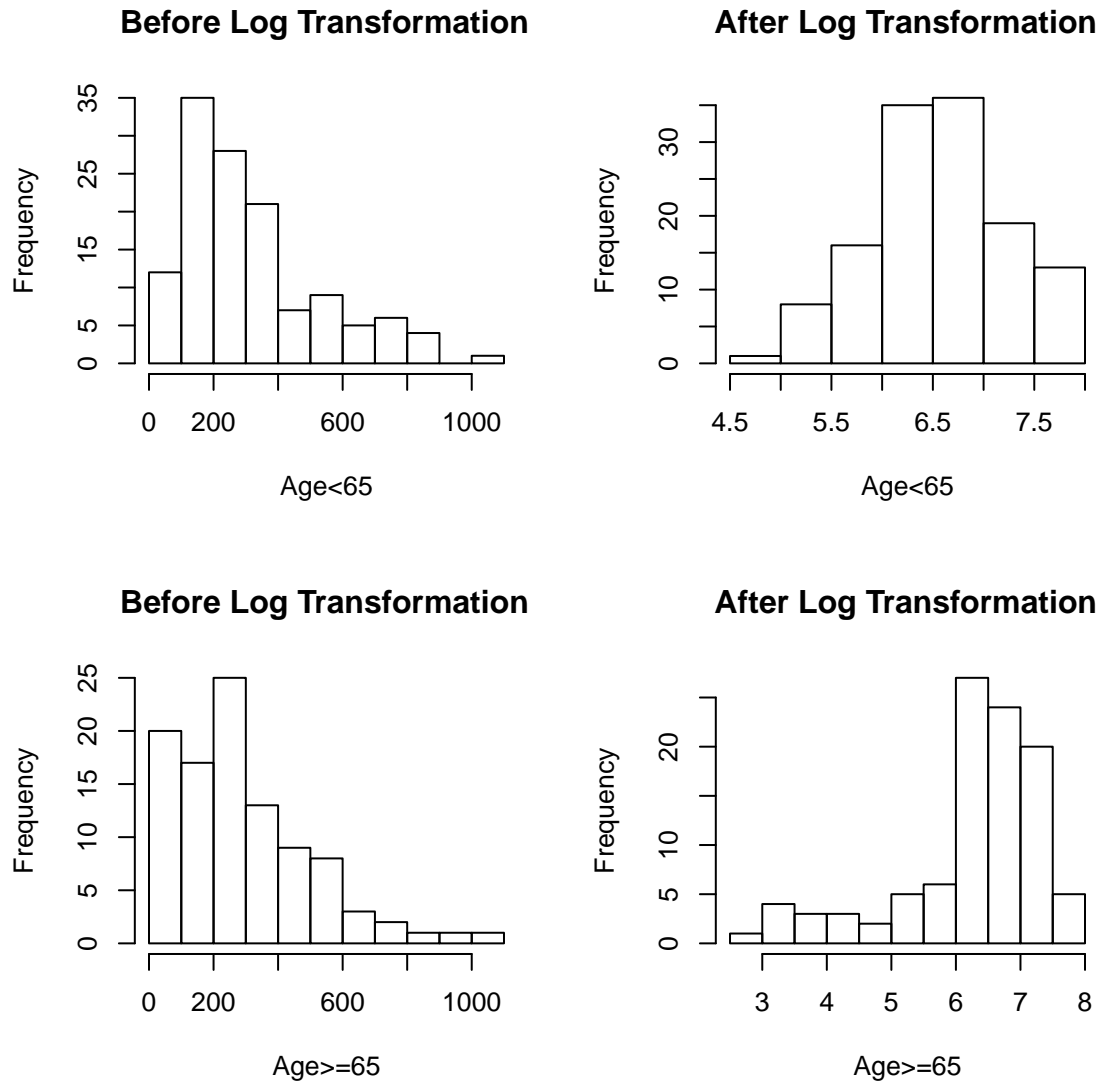 Before Log Transformation
Frequency
35
25
15
5
0
0 200 600 1000
Age<65
After Log Transformation
Frequency
30
20
10
0
4.5 5.5 6.5 7.5
Age<65
Before Log Transformation
Frequency
25
20
15
10
5
0
0 200 600 1000
Age>=65
After Log Transformation
Frequency
20
10
5
0
3 4 5 6 7 8
Age>=65